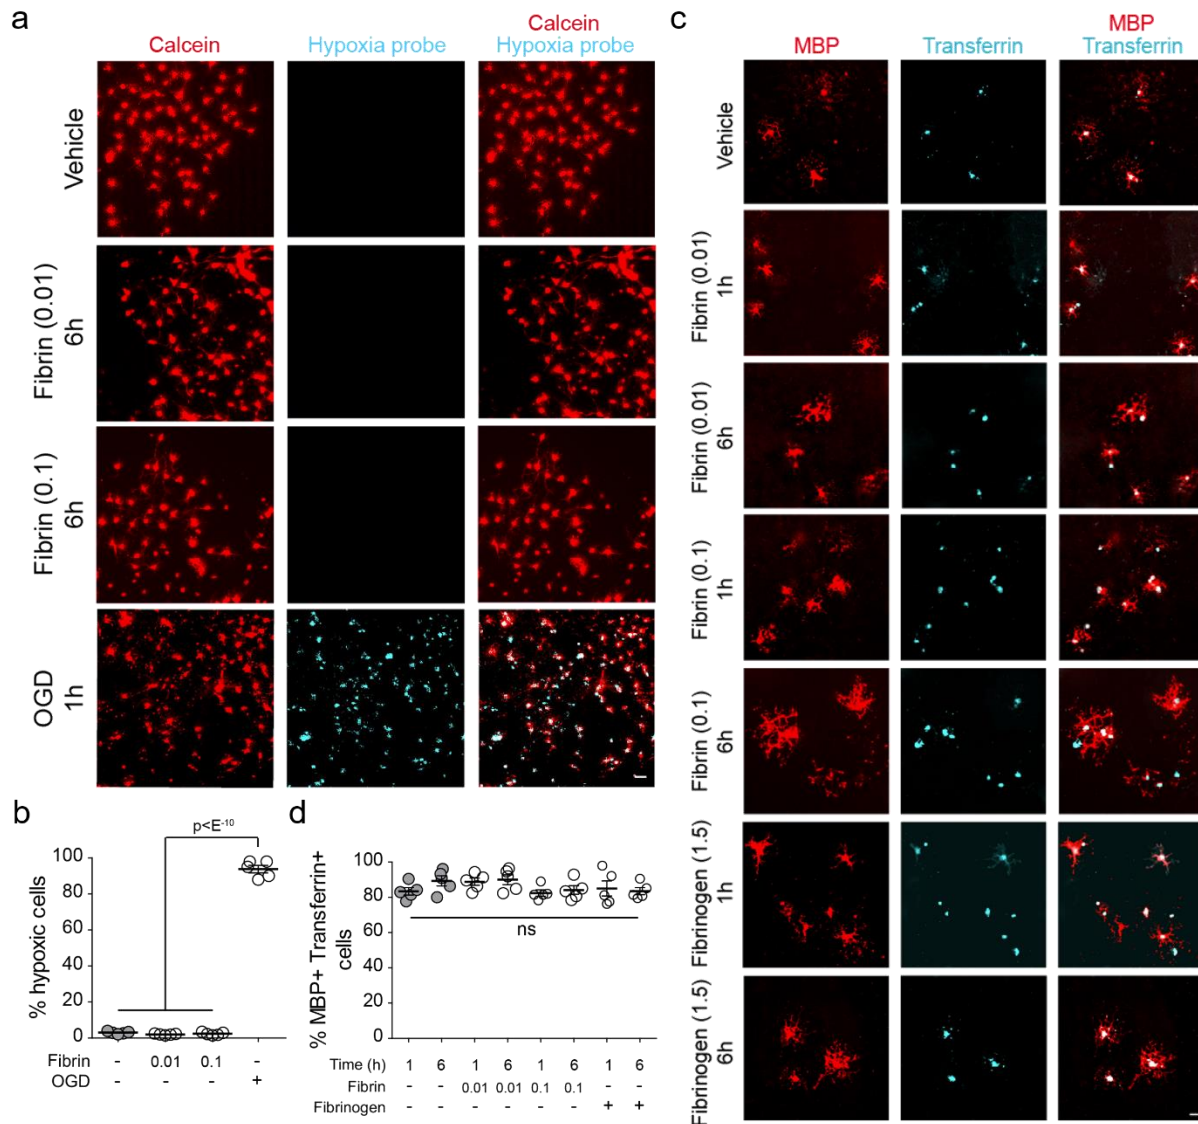 a
Calcein
Hypoxia probe
Calcein
Hypoxia probe
Vehicle
Fibrin (0.01)
6h
Fibrin (0.1)
6h
OGD
1h
b
% hypoxic cells
100
80
60
40
20
0
p<E-10
Fibrin - 0.01 0.1 -
OGD - - - +
d
% MBP+ Transferrin+
cells
100
80
60
40
20
0
ns
Time (h) 1 6 1 6 1 6 1 6
Fibrin - - 0.01 0.01 0.1 0.1 - -
Fibrinogen - - - - - - + +
c
MBP
Transferrin
MBP
Transferrin
Vehicle
Fibrin (0.01)
1h
Fibrin (0.01)
6h
Fibrin (0.1)
1h
Fibrin (0.1)
6h
Fibrinogen (1.5)
1h
Fibrinogen (1.5)
6h